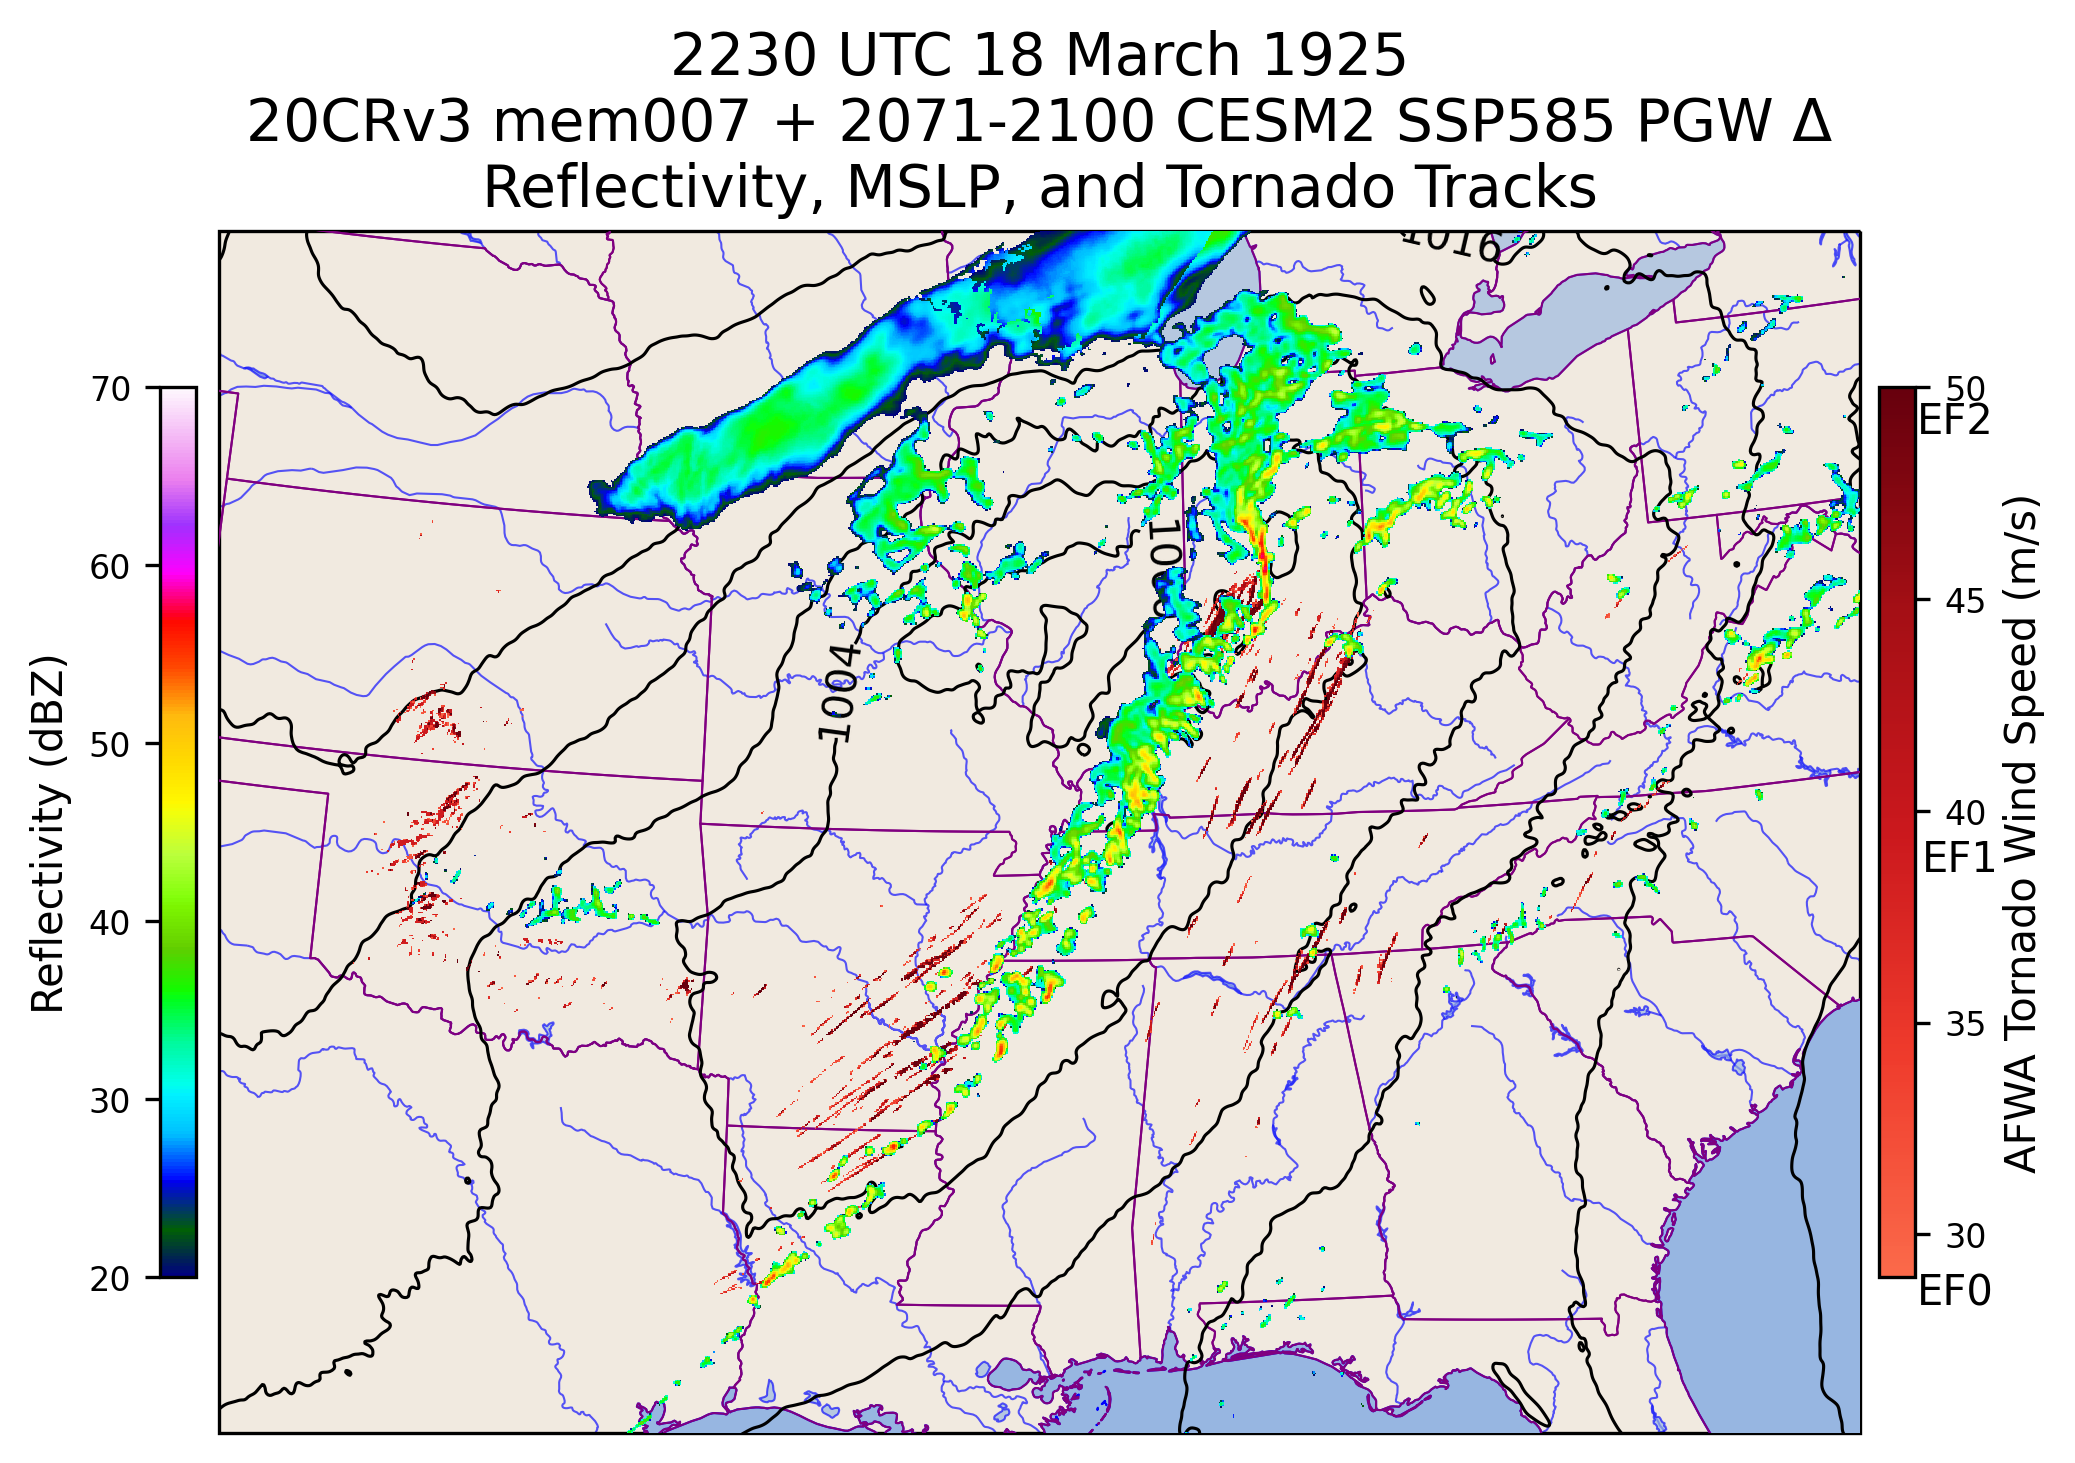 2230 UTC 18 March 1925
20CRv3 mem007 + 2071-2100 CESM2 SSP585 PGW Δ
Reflectivity, MSLP, and Tornado Tracks
1016
1004
Reflectivity (dBZ)
70
60
50
40
30
20
AFWA Tornado Wind Speed (m/s)
50
EF2
45
40
EF1
35
30
EF0